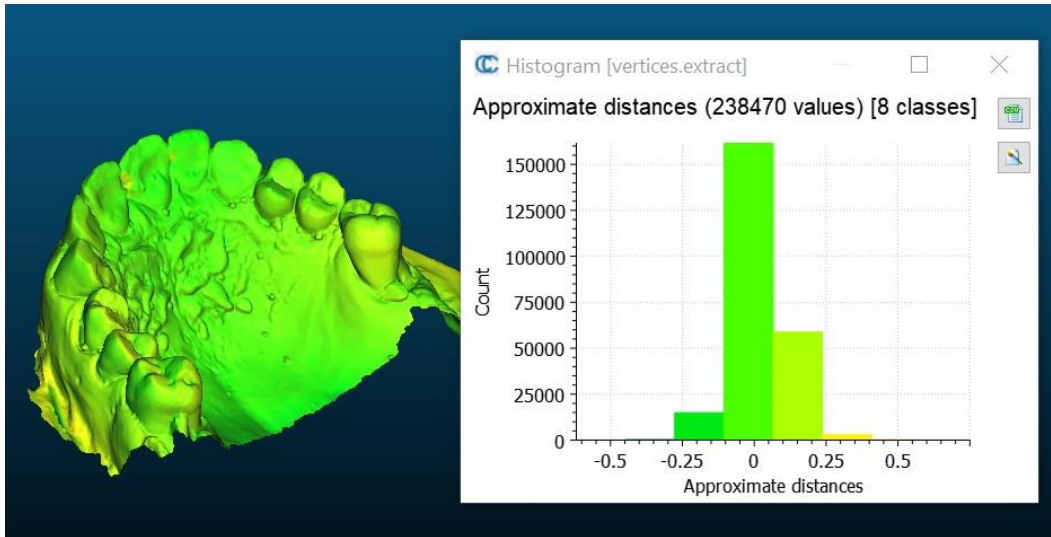 Histogram [vertices.extract]
Approximate distances (238470 values) [8 classes]
CSV
150000
125000
100000
75000
50000
25000
0
Count
-0.5 -0.25 0 0.25 0.5
Approximate distances